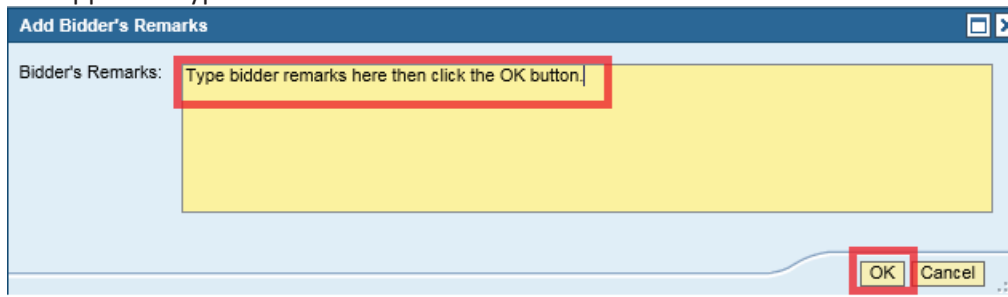 Add Bidder's Remarks
Bidder's Remarks:
Type bidder remarks here then click the OK button.
OK Cancel